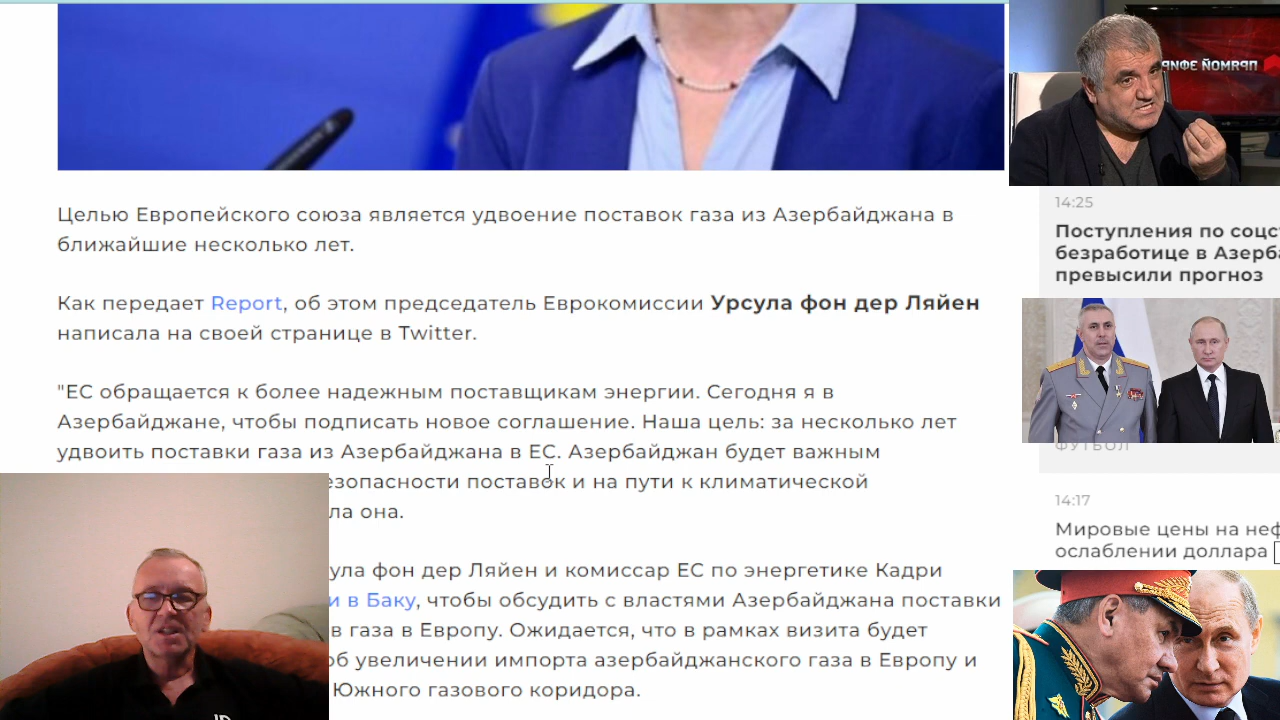 Целью Европейского союза является удвоение поставок газа из Азербайджана в
ближайшие несколько лет.
Как передает Report, об этом председатель Еврокомиссии Урсула фон дер Ляйен
написала на своей странице в Twitter.
"ЕС обращается к более надежным поставщикам энергии. Сегодня я в
Азербайджане, чтобы подписать новое соглашение. Наша цель: за несколько лет
удвоить поставки газа из Азербайджана в ЕС. Азербайджан будет важным
езопасности поставок и на пути к климатической
ла она.
ула фон дер Ляйен и комиссар ЕС по энергетике Кадри
и в Баку, чтобы обсудить с властями Азербайджана поставки
в газа в Европу. Ожидается, что в рамках визита будет
об увеличении импорта азербайджанского газа в Европу и
Южного газового коридора.
ПРЯМОЙ ЭФИР
14:25
Поступления по соцс
безработице в Азерба
превысили прогноз
ФУТБОЛ
14:17
Мировые цены на неф
ослаблении доллара